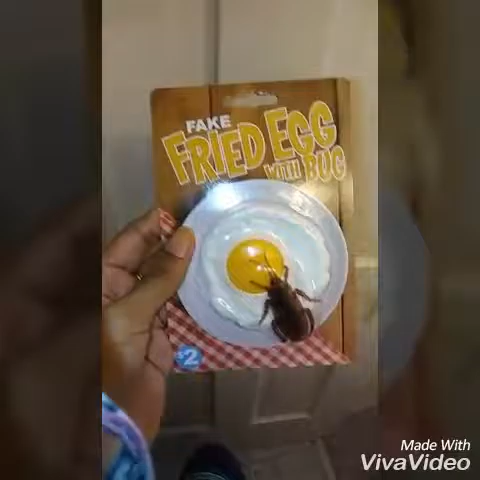 FAKE
FRIED EGG
WITH BUG
$2
Made With
VivaVideo